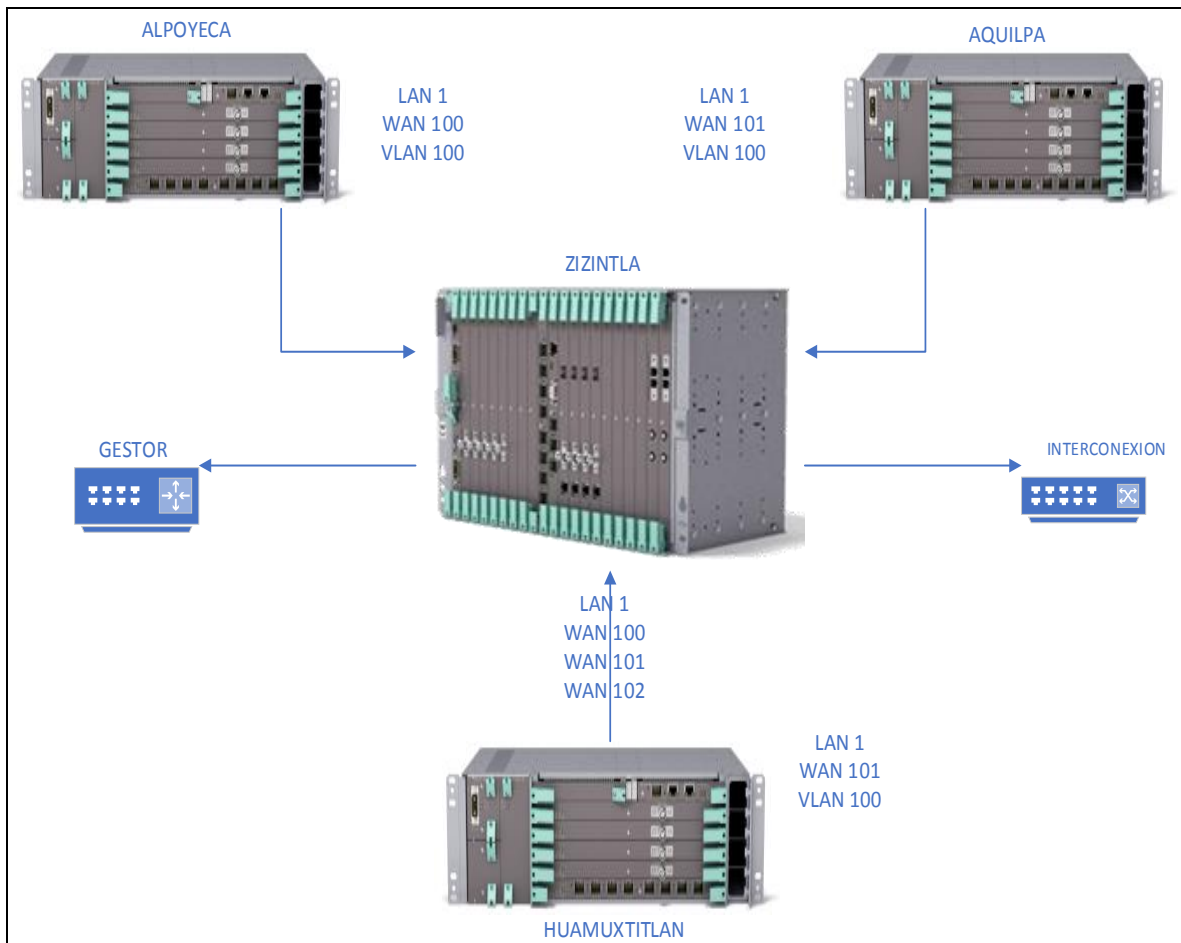 ALPOYECA
AQUILPA
LAN 1
WAN 100
VLAN 100
LAN 1
WAN 101
VLAN 100
ZIZINTLA
GESTOR
INTERCONEXION
LAN 1
WAN 100
WAN 101
WAN 102
LAN 1
WAN 101
VLAN 100
HUAMUXTITLAN